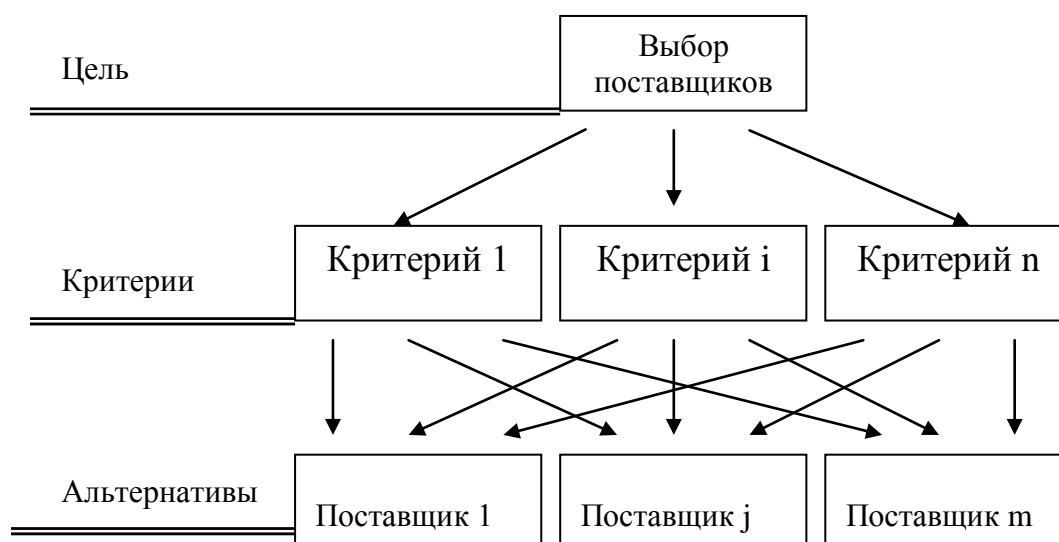 Цель
Выбор
поставщиков
Критерии
Критерий 1
Критерий i
Критерий n
Альтернативы
Поставщик 1
Поставщик j
Поставщик m